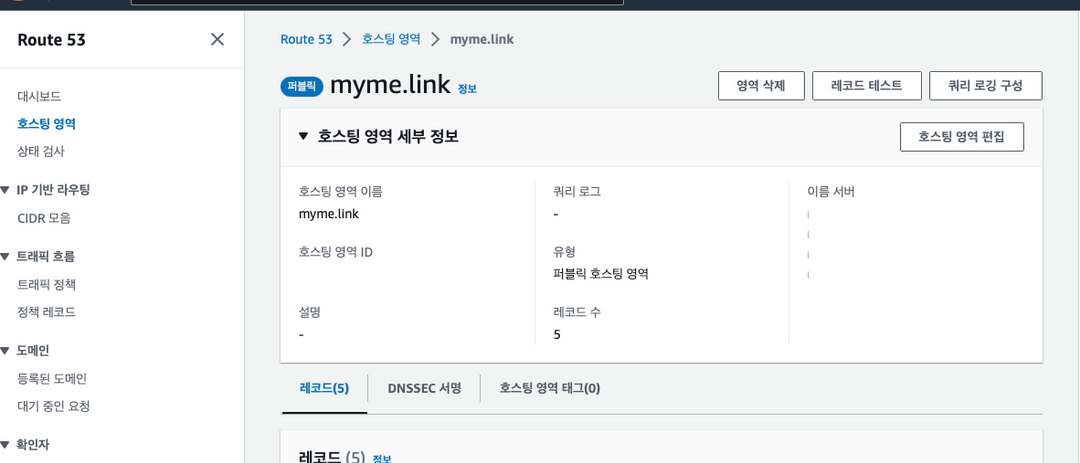 Route 53
대시보드
호스팅 영역
상태 검사
IP 기반 라우팅
CIDR 모음
트래픽 흐름
트래픽 정책
정책 레코드
도메인
등록된 도메인
대기 중인 요청
확인자
Route 53 > 호스팅 영역 > myme.link
퍼블릭 myme.link 정보
영역 삭제 레코드 테스트 쿼리 로깅 구성
호스팅 영역 세부 정보
호스팅 영역 편집
호스팅 영역 이름
myme.link
호스팅 영역 ID
설명
-
쿼리 로그
-
유형
퍼블릭 호스팅 영역
레코드 수
5
이름 서버
레코드(5) DNSSEC 서명 호스팅 영역 태그(0)
레코드 (5) 정보